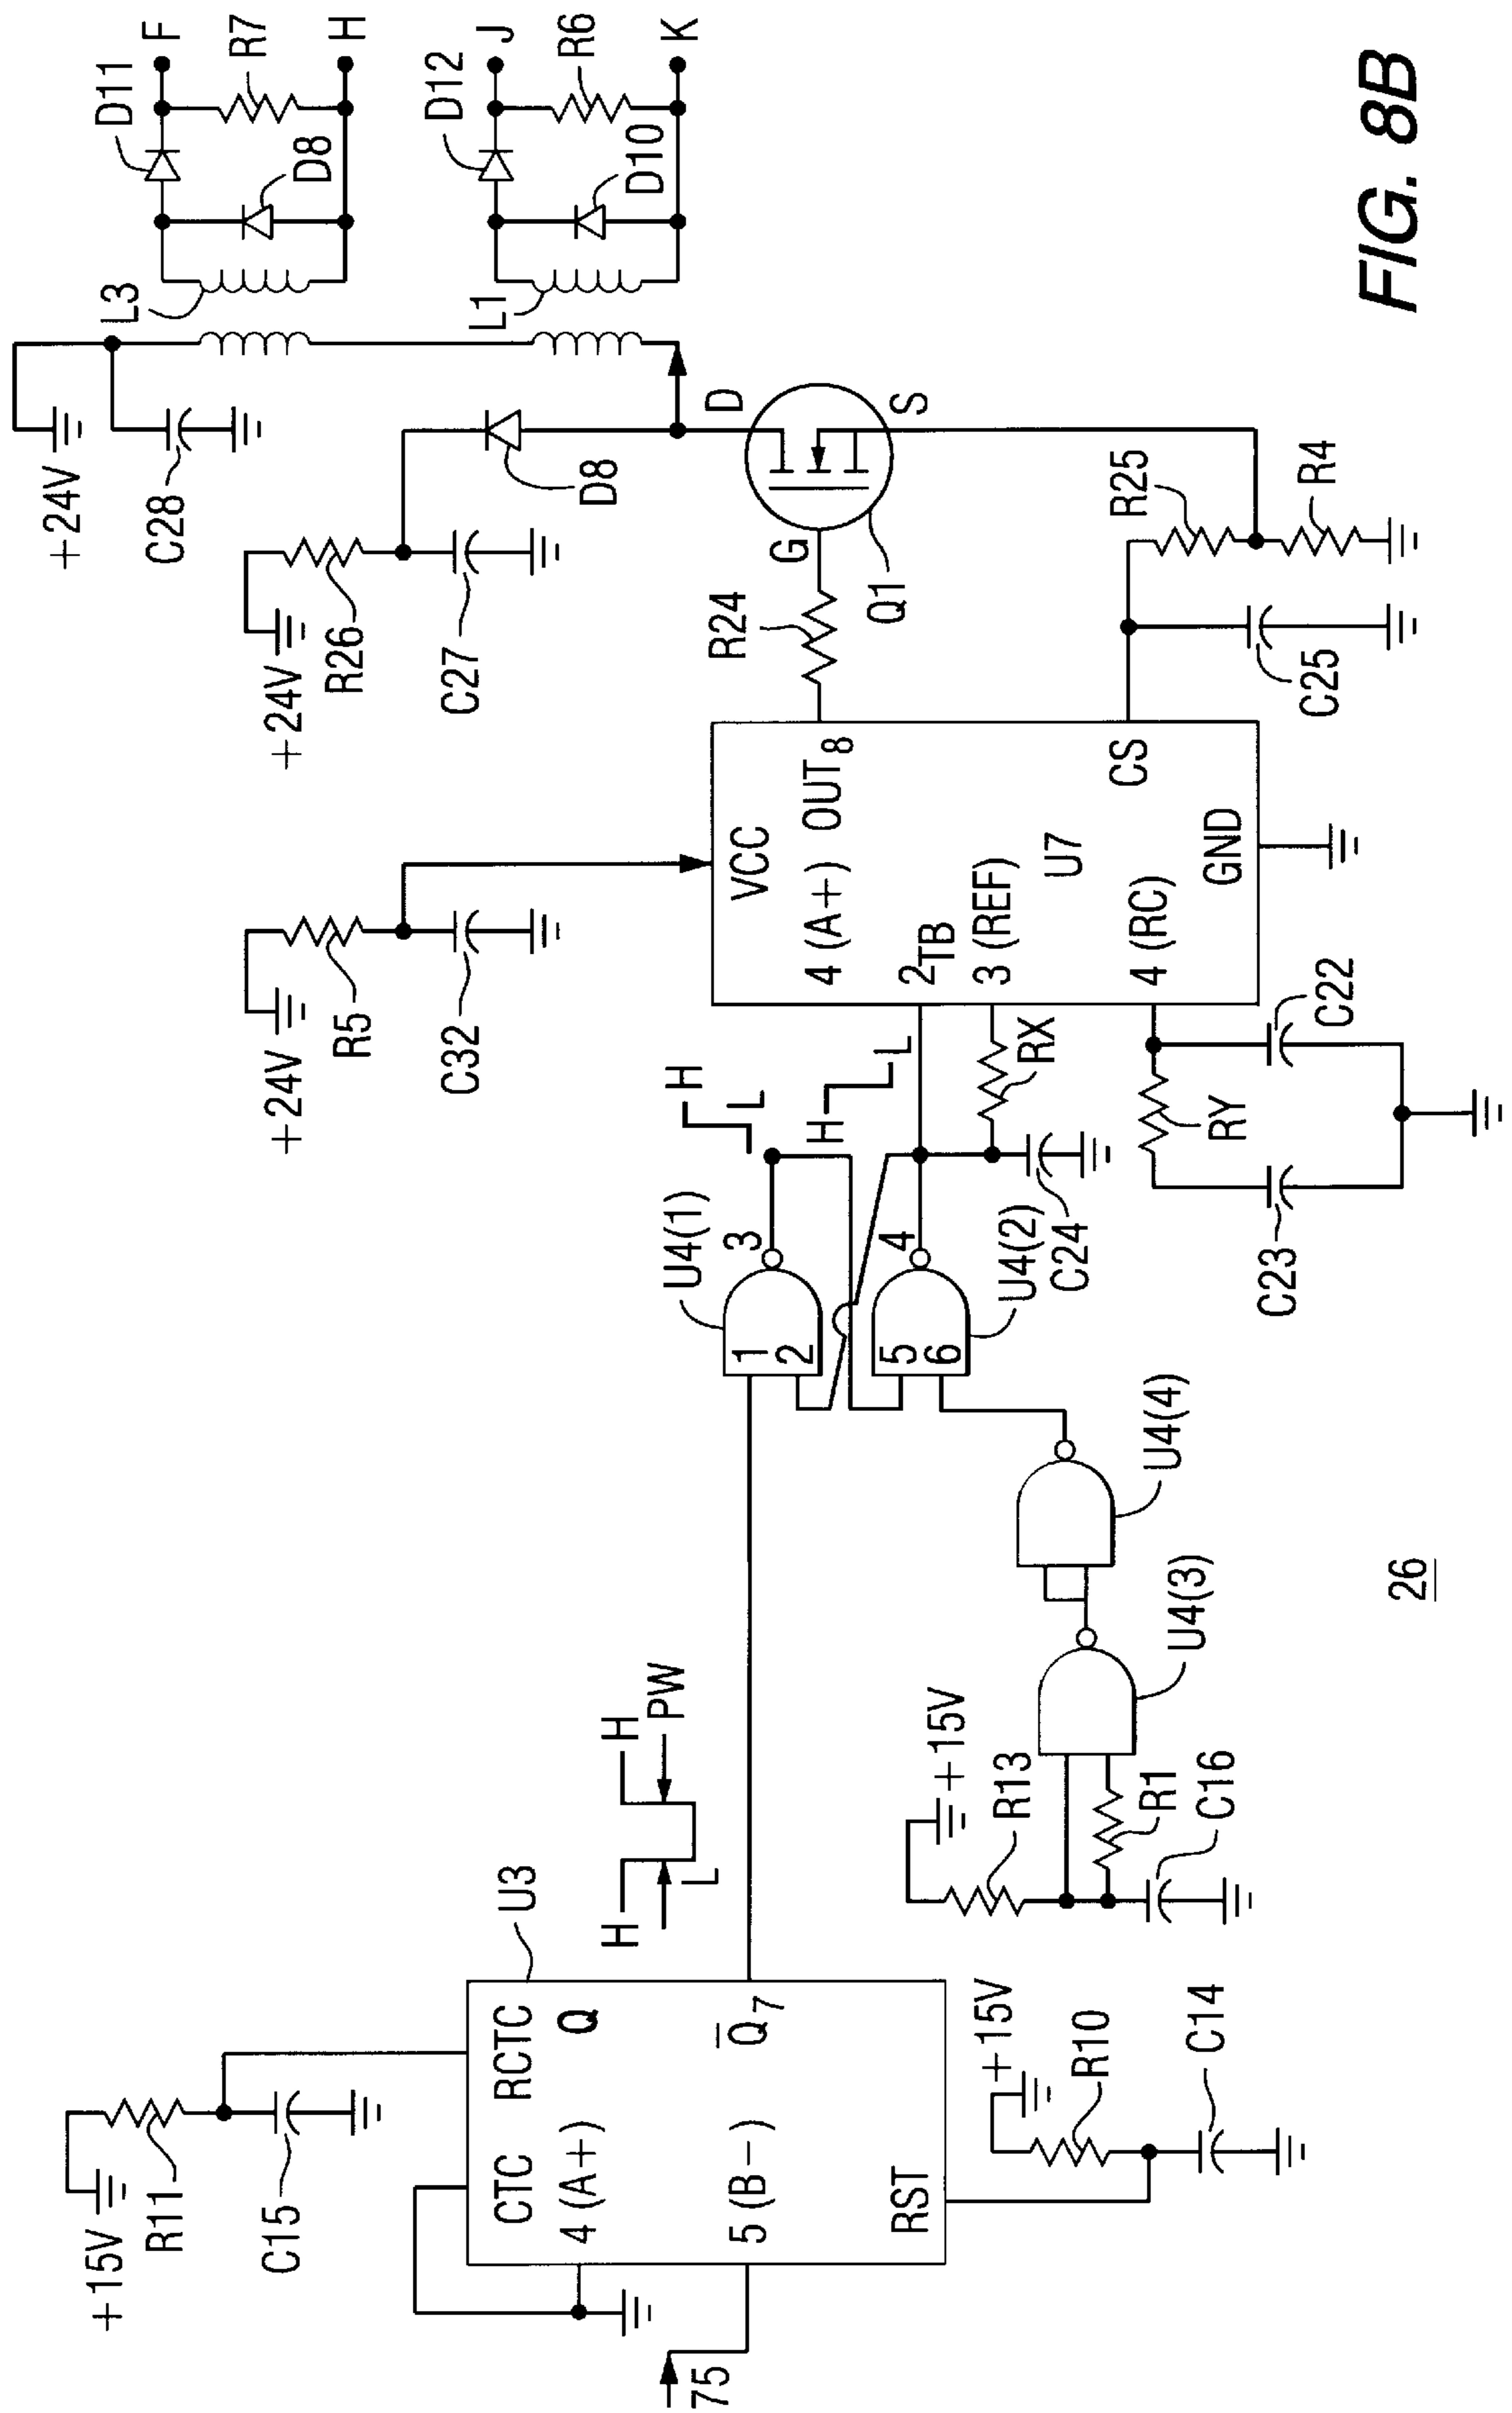 +15V
R11
C15
75
CTC
RCTC
4 (A+)
Q
5 (B−)
Q̅7
RST
U3
H
H
L
PW
+15V
R10
C14
+15V
R13
R1
C16
U4(3)
U4(4)
U4(1)
1
2
3
H
L
5
6
4
U4(2)
H
L
C24
RX
RY
C23
C22
+24V
R5
C32
VCC
4 (A+)
OUT8
2TB
3 (REF)
U7
4 (RC)
CS
GND
+24V
R26
C27
+24V
C28
D8
R24
G
D
S
Q1
R25
R4
C25
L3
D11
F
D8
R7
H
L1
D12
J
D10
R6
K
26
FIG. 8B